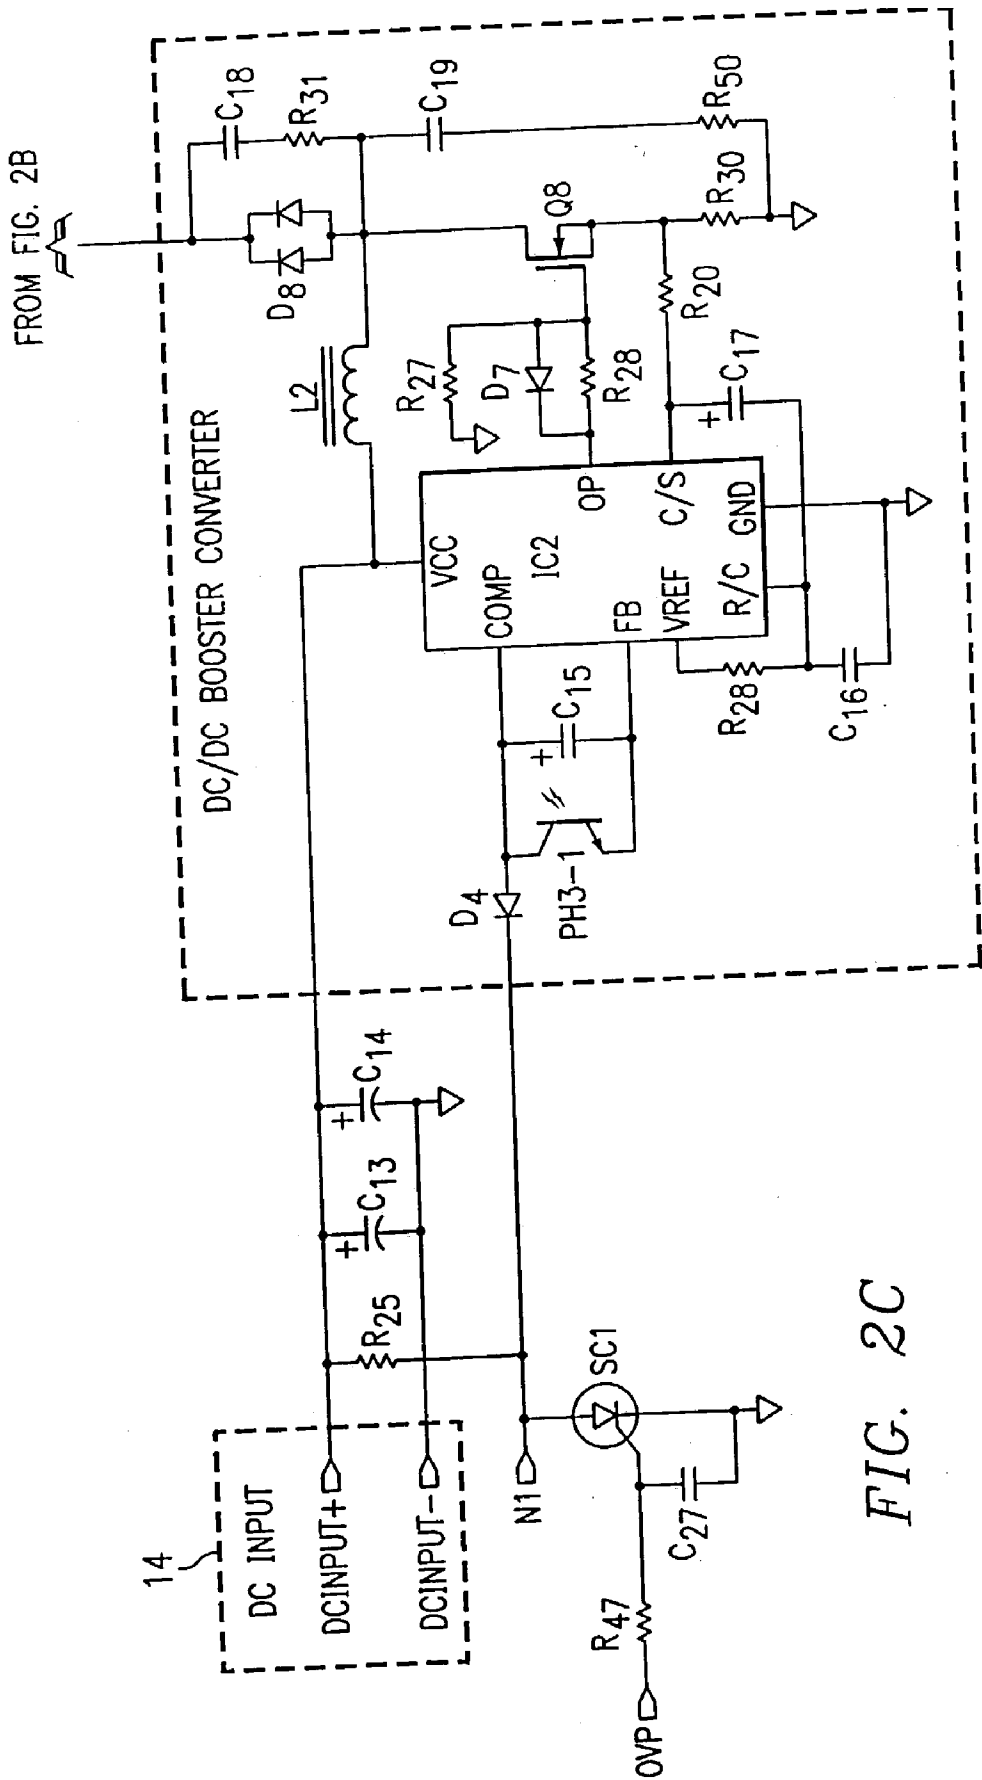 FROM FIG. 2B
DC/DC BOOSTER CONVERTER
C18
R31
C19
R50
D8
L2
Q8
R30
R27
D7
R28
R20
C17
VCC
COMP
IC2
OP
FB
C/S
VREF
R/C
GND
+
C15
+
R28
C16
PH3-1
D4
14
DC INPUT
DCINPUT+
DCINPUT-
R25
+
C13
+
C14
N1
SC1
OVP
R47
C27
FIG. 2C